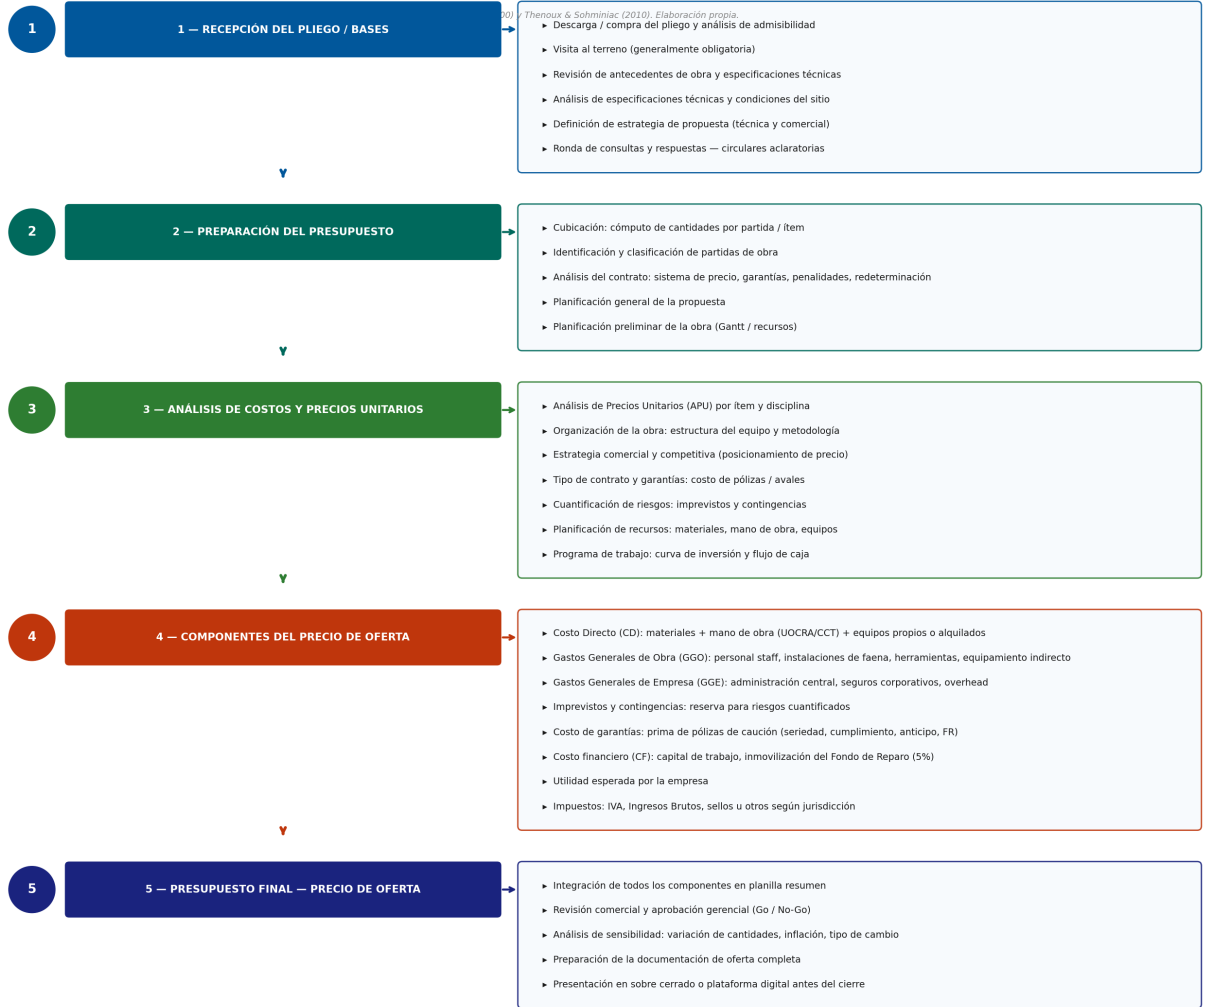 00) y Thenoux & Sohminiac (2010). Elaboración propia.
1
1 — RECEPCIÓN DEL PLIEGO / BASES
▸ Descarga / compra del pliego y análisis de admisibilidad
▸ Visita al terreno (generalmente obligatoria)
▸ Revisión de antecedentes de obra y especificaciones técnicas
▸ Análisis de especificaciones técnicas y condiciones del sitio
▸ Definición de estrategia de propuesta (técnica y comercial)
▸ Ronda de consultas y respuestas — circulares aclaratorias
2
2 — PREPARACIÓN DEL PRESUPUESTO
▸ Cubicación: cómputo de cantidades por partida / ítem
▸ Identificación y clasificación de partidas de obra
▸ Análisis del contrato: sistema de precio, garantías, penalidades, redeterminación
▸ Planificación general de la propuesta
▸ Planificación preliminar de la obra (Gantt / recursos)
3
3 — ANÁLISIS DE COSTOS Y PRECIOS UNITARIOS
▸ Análisis de Precios Unitarios (APU) por ítem y disciplina
▸ Organización de la obra: estructura del equipo y metodología
▸ Estrategia comercial y competitiva (posicionamiento de precio)
▸ Tipo de contrato y garantías: costo de pólizas / avales
▸ Cuantificación de riesgos: imprevistos y contingencias
▸ Planificación de recursos: materiales, mano de obra, equipos
▸ Programa de trabajo: curva de inversión y flujo de caja
4
4 — COMPONENTES DEL PRECIO DE OFERTA
▸ Costo Directo (CD): materiales + mano de obra (UOCRA/CCT) + equipos propios o alquilados
▸ Gastos Generales de Obra (GGO): personal staff, instalaciones de faena, herramientas, equipamiento indirecto
▸ Gastos Generales de Empresa (GGE): administración central, seguros corporativos, overhead
▸ Imprevistos y contingencias: reserva para riesgos cuantificados
▸ Costo de garantías: prima de pólizas de caución (seriedad, cumplimiento, anticipo, FR)
▸ Costo financiero (CF): capital de trabajo, inmovilización del Fondo de Reparo (5%)
▸ Utilidad esperada por la empresa
▸ Impuestos: IVA, Ingresos Brutos, sellos u otros según jurisdicción
5
5 — PRESUPUESTO FINAL — PRECIO DE OFERTA
▸ Integración de todos los componentes en planilla resumen
▸ Revisión comercial y aprobación gerencial (Go / No-Go)
▸ Análisis de sensibilidad: variación de cantidades, inflación, tipo de cambio
▸ Preparación de la documentación de oferta completa
▸ Presentación en sobre cerrado o plataforma digital antes del cierre